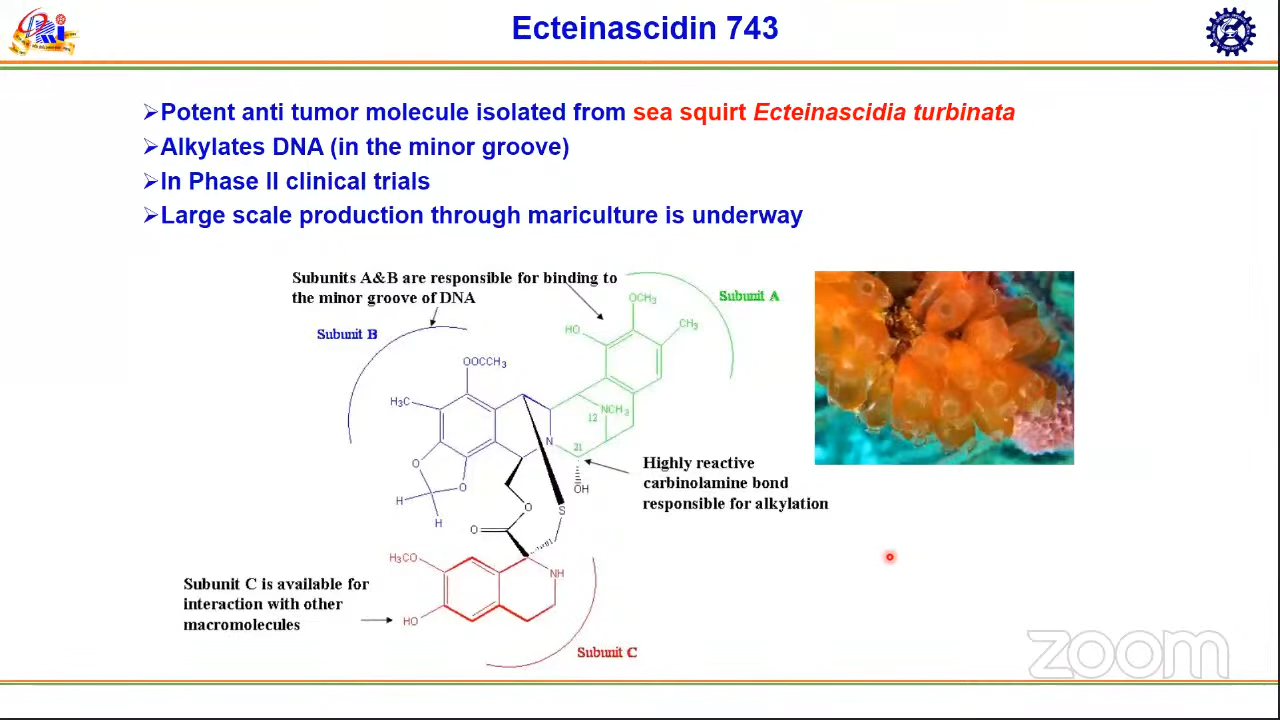 Ecteinascidin 743
➢Potent anti tumor molecule isolated from sea squirt Ecteinascidia turbinata
➢Alkylates DNA (in the minor groove)
➢In Phase II clinical trials
➢Large scale production through mariculture is underway
Subunits A&B are responsible for binding to
the minor groove of DNA
Subunit A
Subunit B
OCH3
HO
CH3
OOCCH3
H3C
NCH3
12
N
21
OH
O
O
H
H
Highly reactive
carbinolamine bond
responsible for alkylation
O
S
O
H3CO
NH
HO
Subunit C is available for
interaction with other
macromolecules
Subunit C
zoom